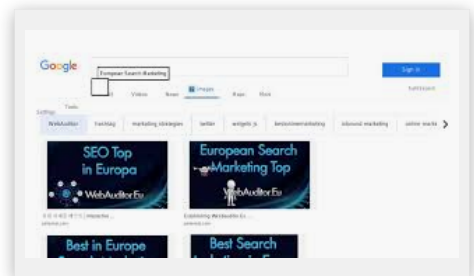 Google
European Search Marketing
Sign in
Videos News Images Maps More
SafeSearch
Settings Tools
WebAuditor hashtag marketing strategies twitter widgets js bestonlinemarketing inbound marketing online marke
SEO Top European Search
in Europa Marketing Top
WebAuditor.Eu WebAuditor.Eu
Best in Europe Best Search